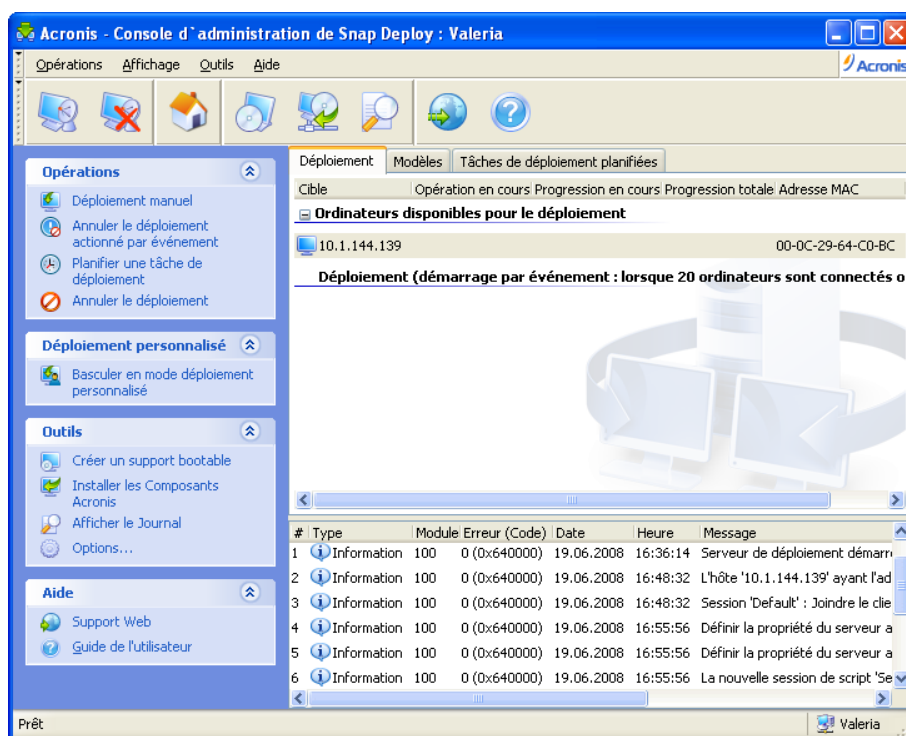 Acronis - Console d`administration de Snap Deploy : Valeria
Opérations Affichage Outils Aide
Acronis
Opérations
Déploiement manuel
Annuler le déploiement
actionné par événement
Planifier une tâche de
déploiement
Annuler le déploiement
Déploiement personnalisé
Basculer en mode déploiement
personnalisé
Outils
Créer un support bootable
Installer les Composants
Acronis
Afficher le Journal
Options...
Aide
Support Web
Guide de l'utilisateur
Déploiement Modèles Tâches de déploiement planifiées
Cible Opération en cours Progression en cours Progression totale Adresse MAC
Ordinateurs disponibles pour le déploiement
10.1.144.139 00-0C-29-64-C0-BC
Déploiement (démarrage par événement : lorsque 20 ordinateurs sont connectés o
# Type Module Erreur (Code) Date Heure Message
1 Information 100 0 (0x640000) 19.06.2008 16:36:14 Serveur de déploiement démarr
2 Information 100 0 (0x640000) 19.06.2008 16:48:32 L'hôte '10.1.144.139' ayant l'ad
3 Information 100 0 (0x640000) 19.06.2008 16:48:32 Session 'Default' : Joindre le clie
4 Information 100 0 (0x640000) 19.06.2008 16:55:56 Définir la propriété du serveur a
5 Information 100 0 (0x640000) 19.06.2008 16:55:56 Définir la propriété du serveur a
6 Information 100 0 (0x640000) 19.06.2008 16:55:56 La nouvelle session de script 'Se
Prêt Valeria